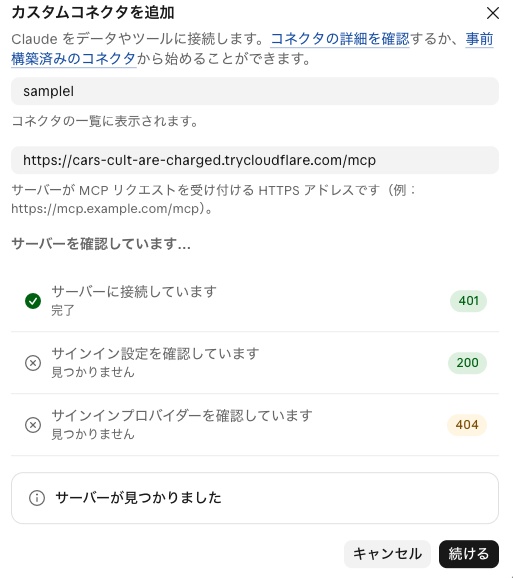 カスタムコネクタを追加
Claude をデータやツールに接続します。コネクタの詳細を確認するか、事前
構築済みのコネクタから始めることができます。
samplel
コネクタの一覧に表示されます。
https://cars-cult-are-charged.trycloudflare.com/mcp
サーバーが MCP リクエストを受け付ける HTTPS アドレスです（例：
https://mcp.example.com/mcp）。
サーバーを確認しています...
サーバーに接続しています
401
完了
サインイン設定を確認しています
200
見つかりません
サインインプロバイダーを確認しています
404
見つかりません
サーバーが見つかりました
キャンセル
続ける